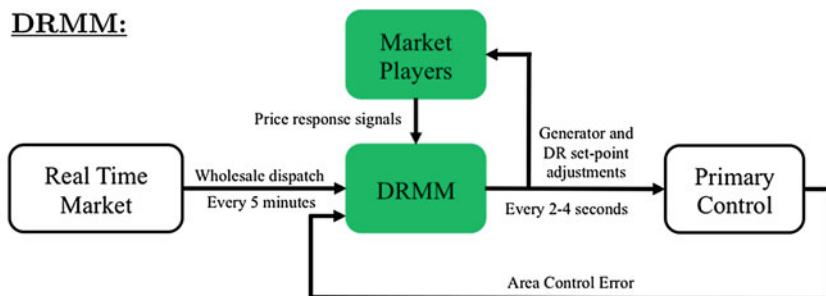 DRMM:
Market
Players
Price response signals
Generator and
DR set-point
adjustments
Real Time
Market
Wholesale dispatch
Every 5 minutes
DRMM
Every 2-4 seconds
Primary
Control
Area Control Error